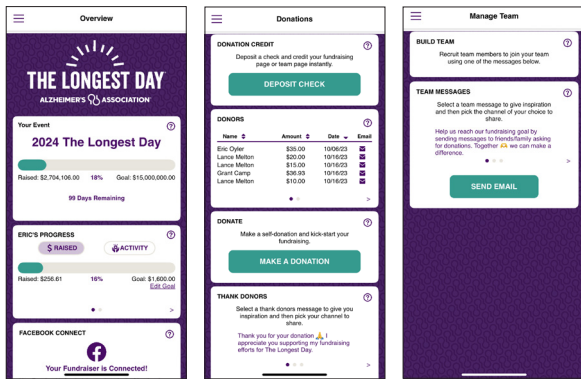 Overview
THE LONGEST DAY
ALZHEIMER'S ASSOCIATION
Your Event
2024 The Longest Day
Raised: $2,704,106.00 18% Goal: $15,000,000.00
99 Days Remaining
ERIC'S PROGRESS
$ RAISED ACTIVITY
Raised: $256.61 16% Goal: $1,600.00
Edit Goal
>
FACEBOOK CONNECT
Your Fundraiser is Connected!
Donations
DONATION CREDIT
Deposit a check and credit your fundraising
page or team page instantly.
DEPOSIT CHECK
DONORS
Name Amount Date Email
Eric Oyler $35.00 10/06/23
Lance Melton $20.00 10/16/23
Lance Melton $15.00 10/16/23
Grant Camp $36.93 10/16/23
Lance Melton $10.00 10/16/23
>
DONATE
Make a self-donation and kick-start your
fundraising.
MAKE A DONATION
THANK DONORS
Select a thank donors message to give you
inspiration and then pick your channel to
share.
Thank you for your donation 🙏 I
appreciate you supporting my fundraising
efforts for The Longest Day.
>
Manage Team
BUILD TEAM
Recruit team members to join your team
using one of the messages below.
TEAM MESSAGES
Select a team message to give inspiration
and then pick the channel of your choice to
share.
Help us reach our fundraising goal by
sending messages to friends/family asking
for donations. Together 🫶 we can make a
difference.
>
SEND EMAIL